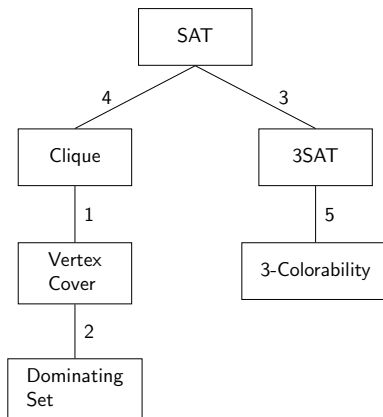 SAT
4
3
Clique
3SAT
1
5
Vertex
Cover
3-Colorability
2
Dominating
Set